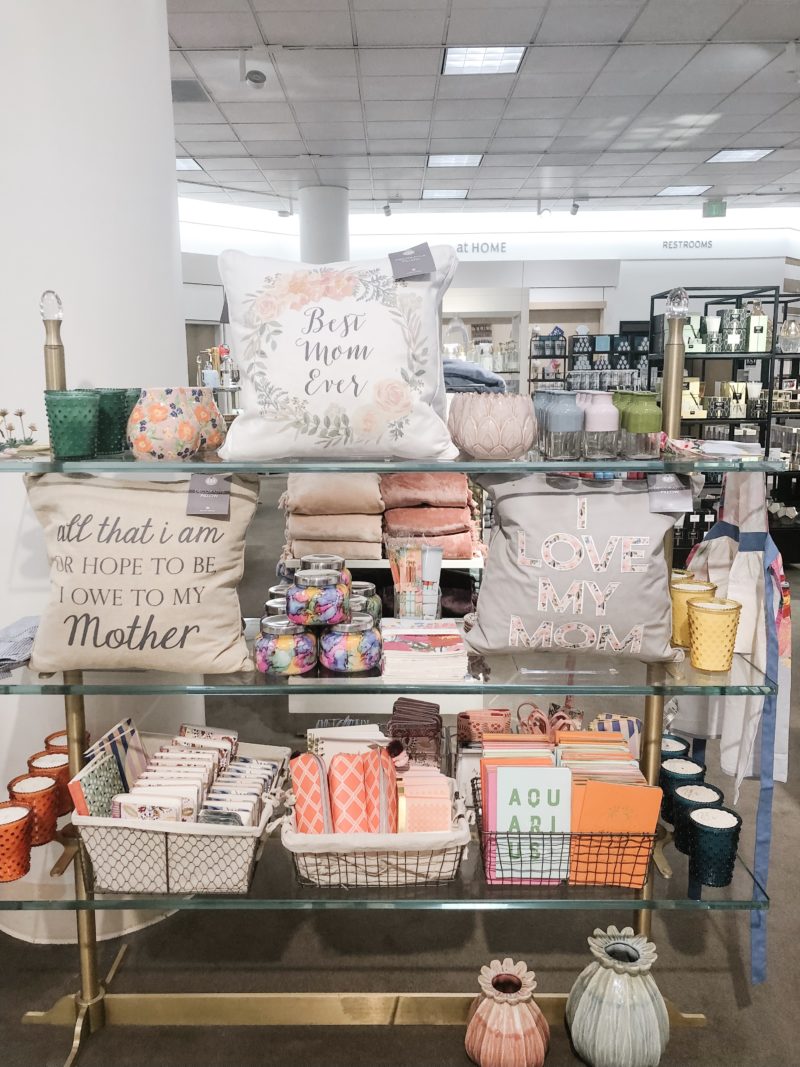 at HOME
RESTROOMS
Best
Mom
Ever
all that i am
OR HOPE TO BE,
I OWE TO MY
Mother
I
LOVE
MY
MOM
AQU
ARI
US